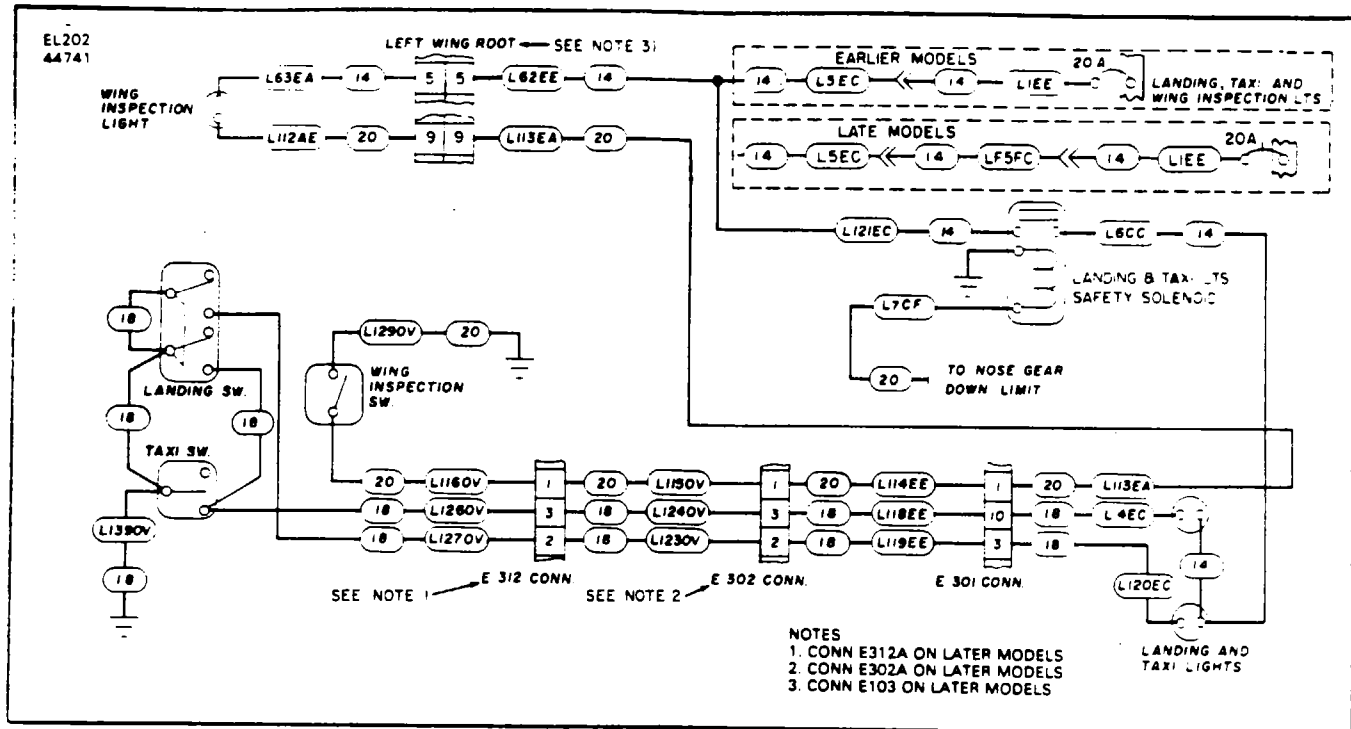 EL202
44741
LEFT WING ROOT SEE NOTE 3
WING
INSPECTION
LIGHT
L63EA 14 5 5 L62EE 14
L112AE 20 9 9 L113EA 20
EARLIER MODELS
14 L5EC 14 L1EE 20 A
LANDING, TAXI AND
WING INSPECTION LTS
LATE MODELS
14 L5EC 14 LF5FC 14 L1EE 20A
L121EC 14 L6CC 14
LANDING & TAXI LTS
SAFETY SOLENOID
L7CF
20 TO NOSE GEAR
DOWN LIMIT
18
LANDING SW.
18 18
TAXI SW.
L1390V
18
L1290V 20
WING
INSPECTION
SW.
20 L1160V 1 20 L1150V 1 20 L114EE 1 20 L113EA
18 L1260V 3 18 L1240V 3 18 L118EE 10 18 L4EC
18 L1270V 2 18 L1230V 2 18 L119EE 3 18
14
L120EC
E 312 CONN. E 302 CONN. E 301 CONN.
SEE NOTE 1 SEE NOTE 2
LANDING AND
TAXI LIGHTS
NOTES
1. CONN E312A ON LATER MODELS
2. CONN E302A ON LATER MODELS
3. CONN E103 ON LATER MODELS